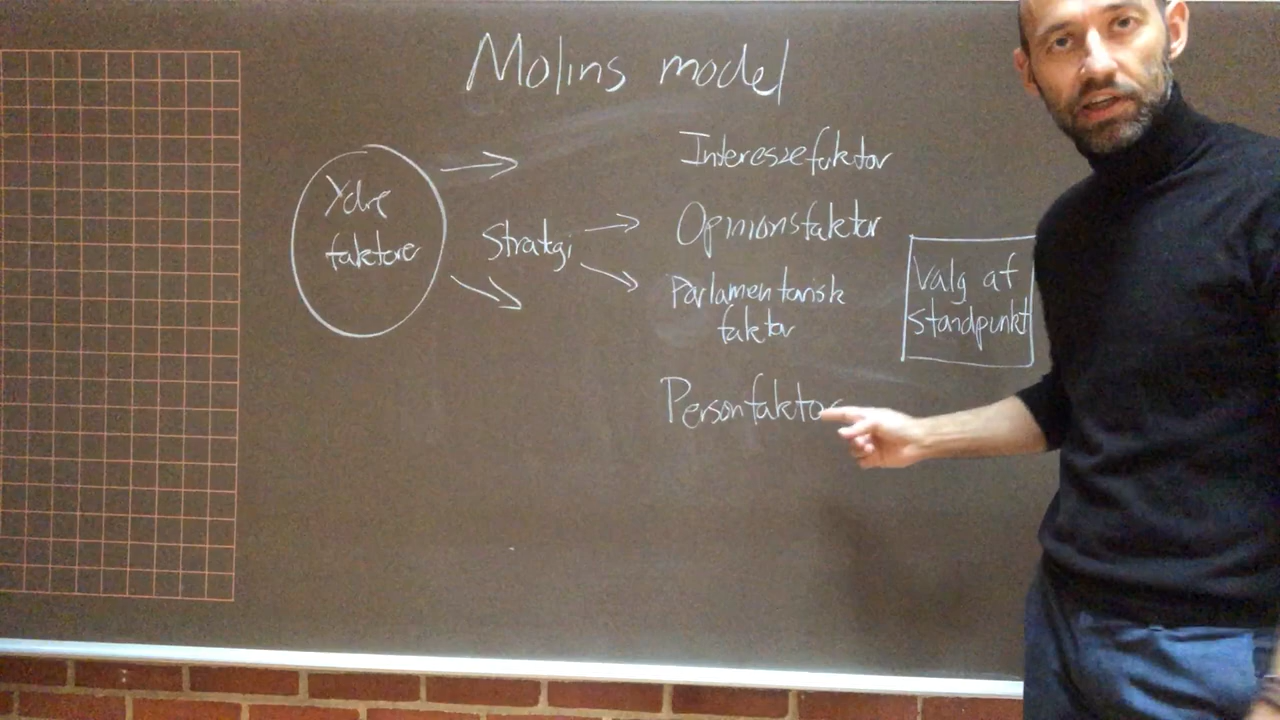 Molins model
Ydre
faktorer
Strategi
Interessefaktor
Opinionsfaktor
Parlamentarisk
faktor
Personfaktor
Valg af
standpunkt